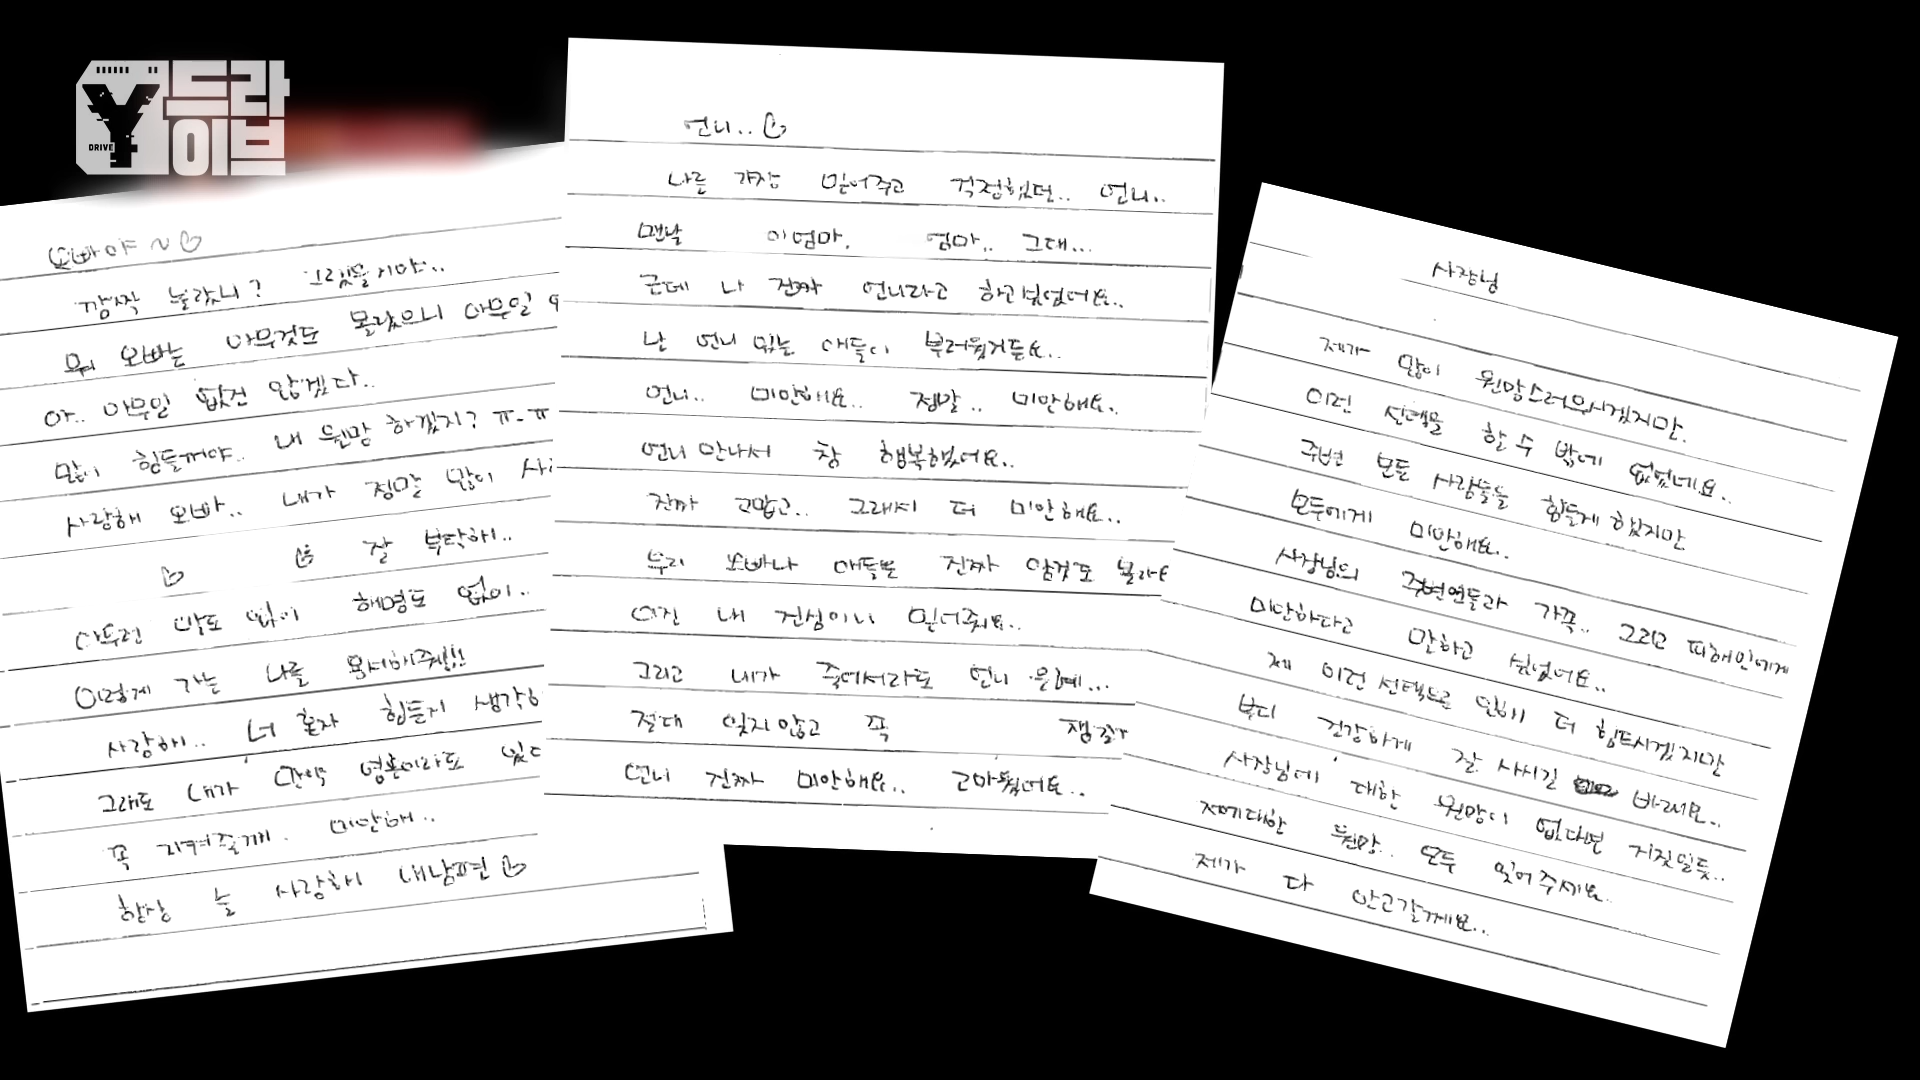 Y
DRIVE
드라
이브
오빠야 ~♡
깜짝 놀랐니? 그랬을거야..
뭐 오빠는 아무것도 몰랐으니 아무일
아.. 아무일 없건 않겠다..
많이 힘들꺼야.. 내 원망 하겠지? ㅠ-ㅠ
사랑해 오빠.. 내가 정말 많이
♡ 잘 부탁해..
아무런 말도 없이 해명도 없이..
이렇게 가는 나를 용서해줘!!
사랑해.. 너 혼자 힘들지
그래도 내가 만약 영혼이라도
꼭 지켜줄께. 미안해..
항상 늘 사랑해 내남편♡
언니..♡
나를 가장 믿어주고 걱정했던.. 언니..
맨날 이엄마, 엄마.. 그대...
근데 나 진짜 언니라고 하고싶었어요..
난 언니 있는 애들이 부러웠거든요..
언니.. 미안해요.. 정말.. 미안해요..
언니 만나서 참 행복했어요..
진짜 고맙고.. 그래서 더 미안해요..
우리 오빠나 애들은 진짜 암것도 몰라요
이건 내 진심이니 믿어줘요..
그리고 내가 죽어서라도 언니 은혜...
절대 잊지않고 꼭
언니 진짜 미안해요.. 고마웠어요..
사장님
제가 많이 원망스러우시겠지만.
이런 선택을 할 수 밖에 없었네요..
주변 모든 사람들을 힘들게 했지만
모두에게 미안해요..
사장님의 주변연들과 가족.. 그리고 피해인에게
미안하다고 말하고 싶었어요..
제 이런 선택으로 인해 더 힘드시겠지만
부디 건강하게 잘 사시길 바래요..
사장님에 대한 원망이 없다면 거짓일듯..
저에대한 원망.. 모두 잊어주세요..
제가 다 안고갈께요..